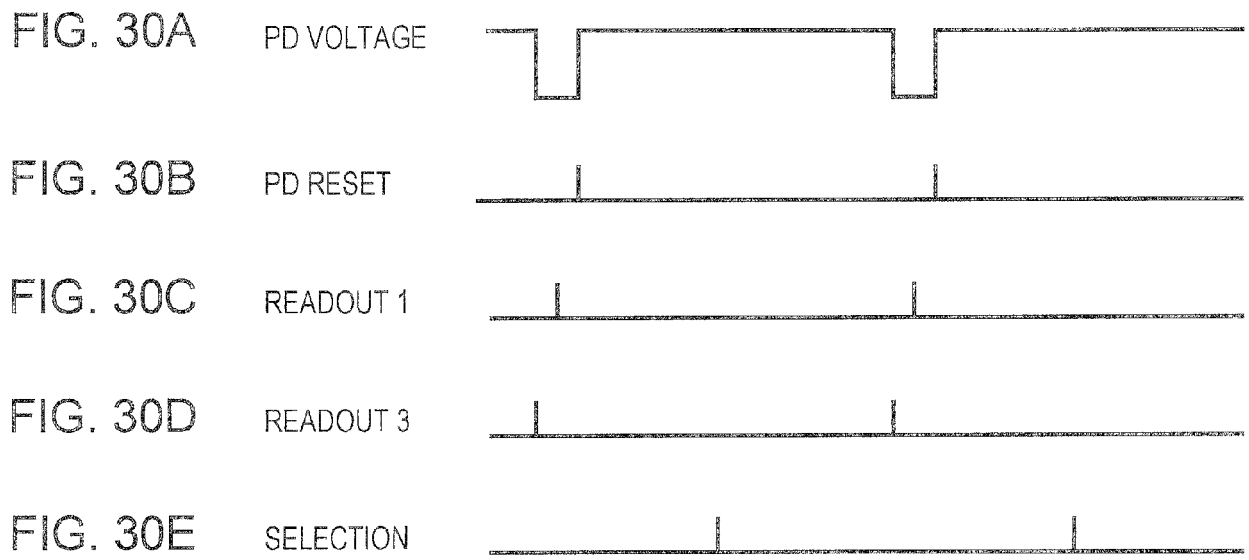 FIG. 30A PD VOLTAGE
FIG. 30B PD RESET
FIG. 30C READOUT 1
FIG. 30D READOUT 3
FIG. 30E SELECTION